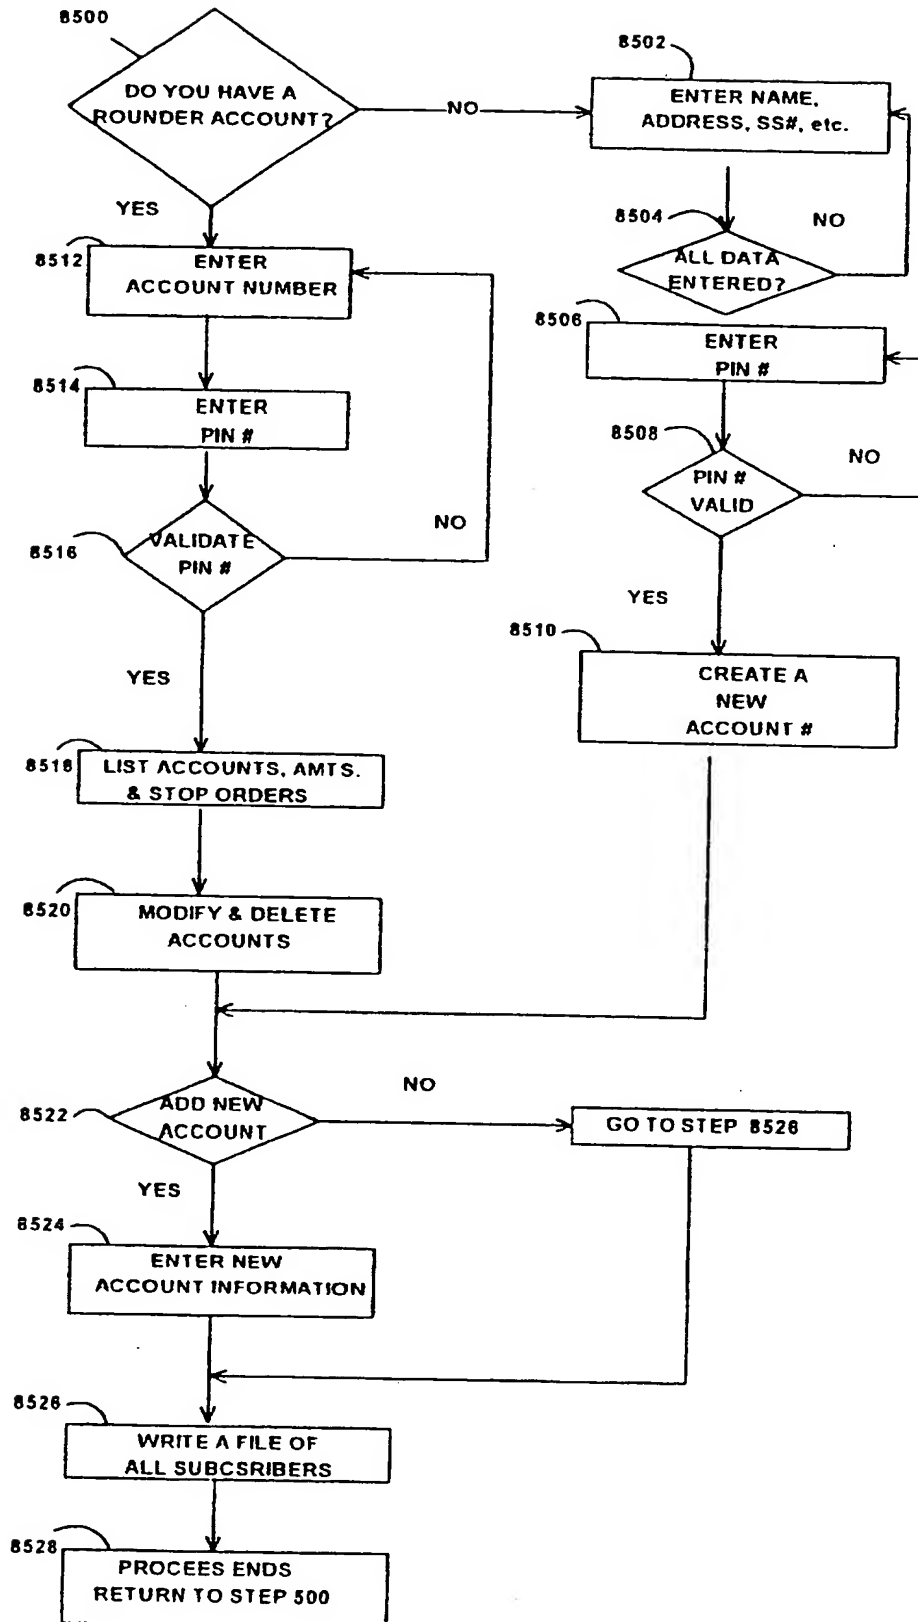 8500
DO YOU HAVE A
ROUNDER ACCOUNT?
NO
8502
ENTER NAME,
ADDRESS, SS#, etc.
YES
8504
NO
ALL DATA
ENTERED?
8512
ENTER
ACCOUNT NUMBER
8506
ENTER
PIN #
8514
ENTER
PIN #
8508
NO
PIN #
VALID
NO
8516
VALIDATE
PIN #
YES
8510
YES
CREATE A
NEW
ACCOUNT #
8518
LIST ACCOUNTS, AMTS.
& STOP ORDERS
8520
MODIFY & DELETE
ACCOUNTS
NO
8522
ADD NEW
ACCOUNT
GO TO STEP 8526
YES
8524
ENTER NEW
ACCOUNT INFORMATION
8526
WRITE A FILE OF
ALL SUBCSRIBERS
8528
PROCEES ENDS
RETURN TO STEP 500